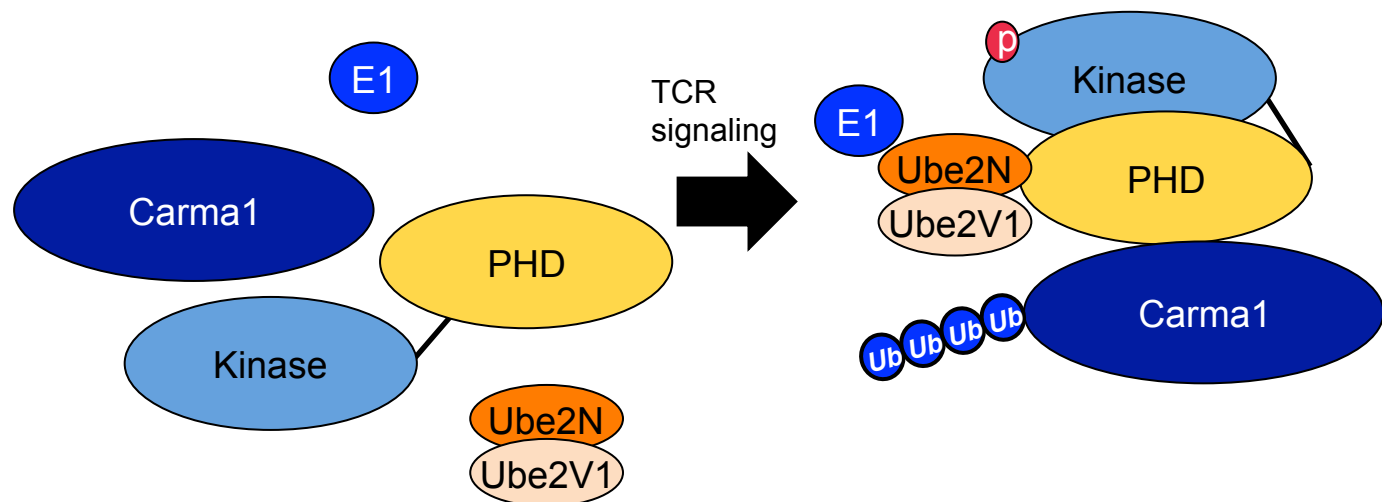 E1
Carma1
PHD
Kinase
Ube2N
Ube2V1
TCR
signaling
p
Kinase
E1
Ube2N
PHD
Ube2V1
Carma1
Ub Ub Ub Ub